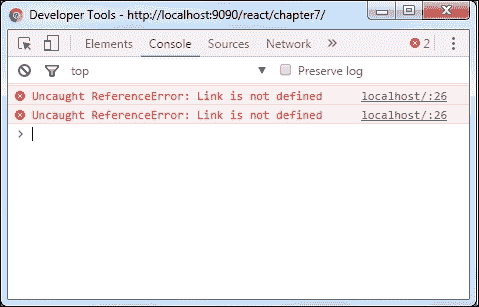 Developer Tools - http://localhost:9090/react/chapter7/
Elements Console Sources Network » 2
top ▼ Preserve log
Uncaught ReferenceError: Link is not defined localhost/:26
Uncaught ReferenceError: Link is not defined localhost/:26
>